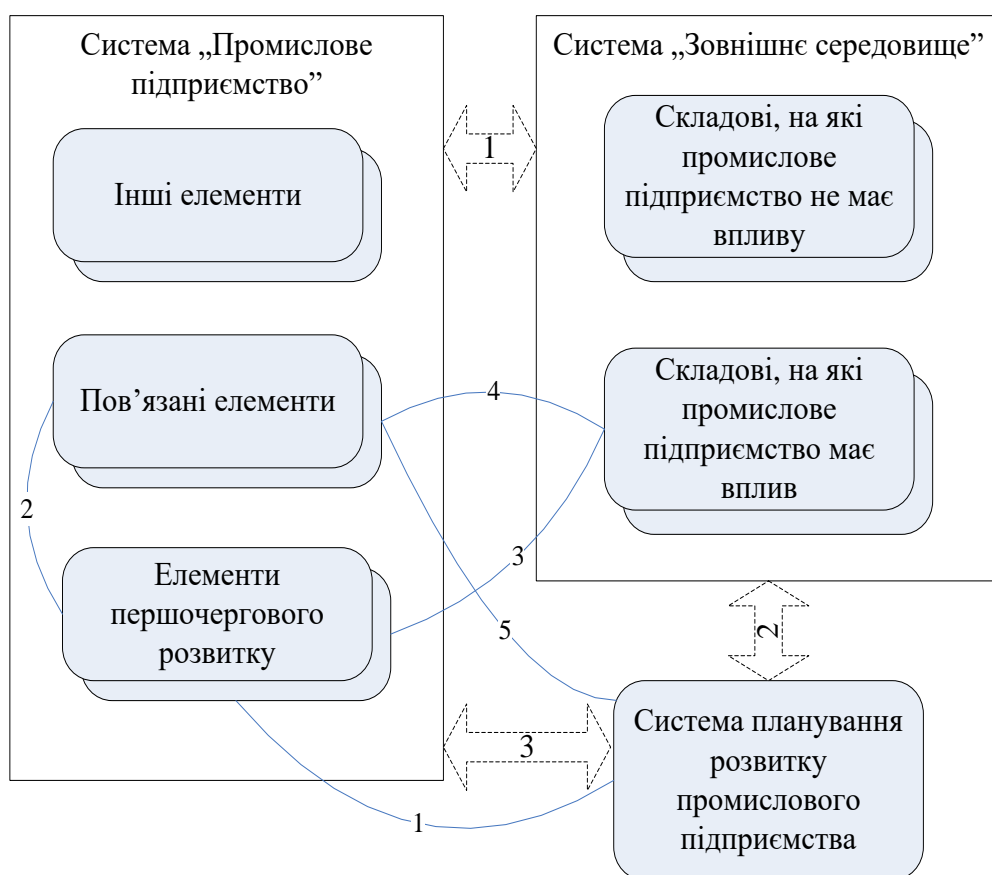 Система „Промислове
підприємство”
Інші елементи
Пов’язані елементи
Елементи
першочергового
розвитку
Система „Зовнішнє середовище”
Складові, на які
промислове
підприємство не має
впливу
Складові, на які
промислове
підприємство має
вплив
Система планування
розвитку
промислового
підприємства
1
2
3
4
2
3
5
1